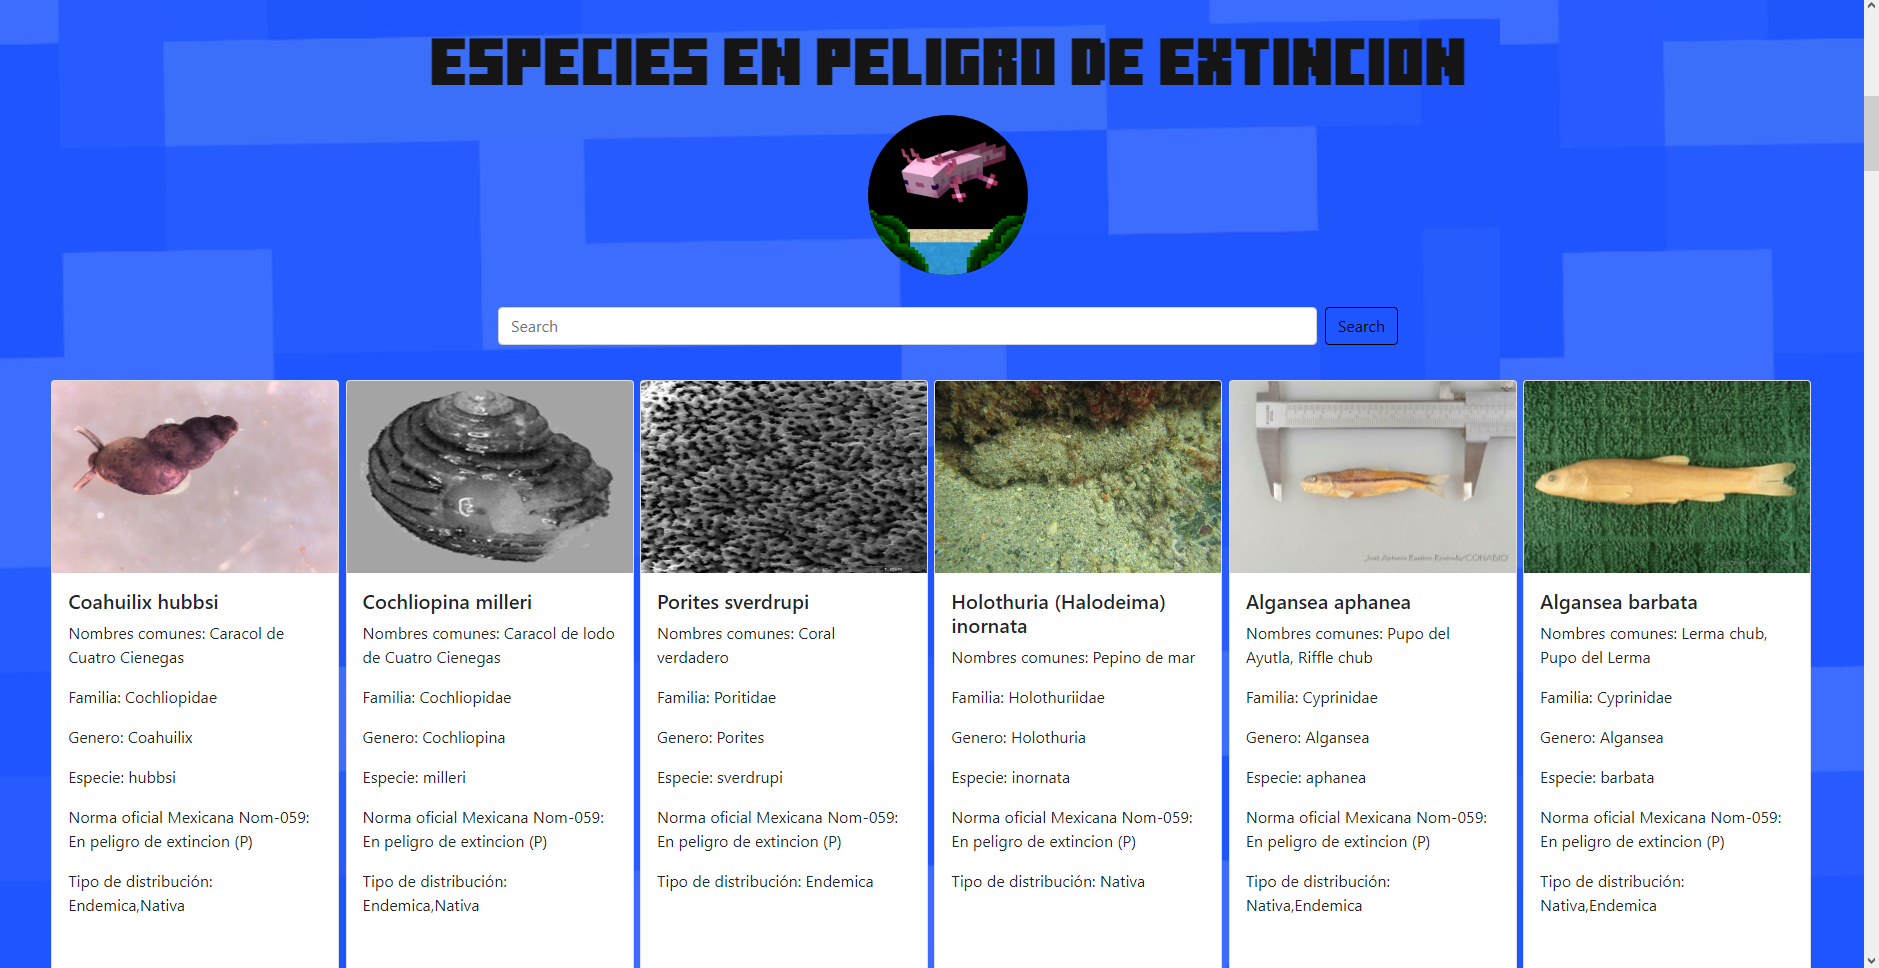 ESPECIES EN PELIGRO DE EXTINCION
Search
Search
José Antonio Ramírez Revuelta/CONABIO
Coahuilix hubbsi
Nombres comunes: Caracol de
Cuatro Cienegas
Familia: Cochliopidae
Genero: Coahuilix
Especie: hubbsi
Norma oficial Mexicana Nom-059:
En peligro de extincion (P)
Tipo de distribución:
Endemica,Nativa
Cochliopina milleri
Nombres comunes: Caracol de lodo
de Cuatro Cienegas
Familia: Cochliopidae
Genero: Cochliopina
Especie: milleri
Norma oficial Mexicana Nom-059:
En peligro de extincion (P)
Tipo de distribución:
Endemica,Nativa
Porites sverdrupi
Nombres comunes: Coral
verdadero
Familia: Poritidae
Genero: Porites
Especie: sverdrupi
Norma oficial Mexicana Nom-059:
En peligro de extincion (P)
Tipo de distribución: Endemica
Holothuria (Halodeima)
inornata
Nombres comunes: Pepino de mar
Familia: Holothuriidae
Genero: Holothuria
Especie: inornata
Norma oficial Mexicana Nom-059:
En peligro de extincion (P)
Tipo de distribución: Nativa
Algansea aphanea
Nombres comunes: Pupo del
Ayutla, Riffle chub
Familia: Cyprinidae
Genero: Algansea
Especie: aphanea
Norma oficial Mexicana Nom-059:
En peligro de extincion (P)
Tipo de distribución:
Nativa,Endemica
Algansea barbata
Nombres comunes: Lerma chub,
Pupo del Lerma
Familia: Cyprinidae
Genero: Algansea
Especie: barbata
Norma oficial Mexicana Nom-059:
En peligro de extincion (P)
Tipo de distribución:
Nativa,Endemica